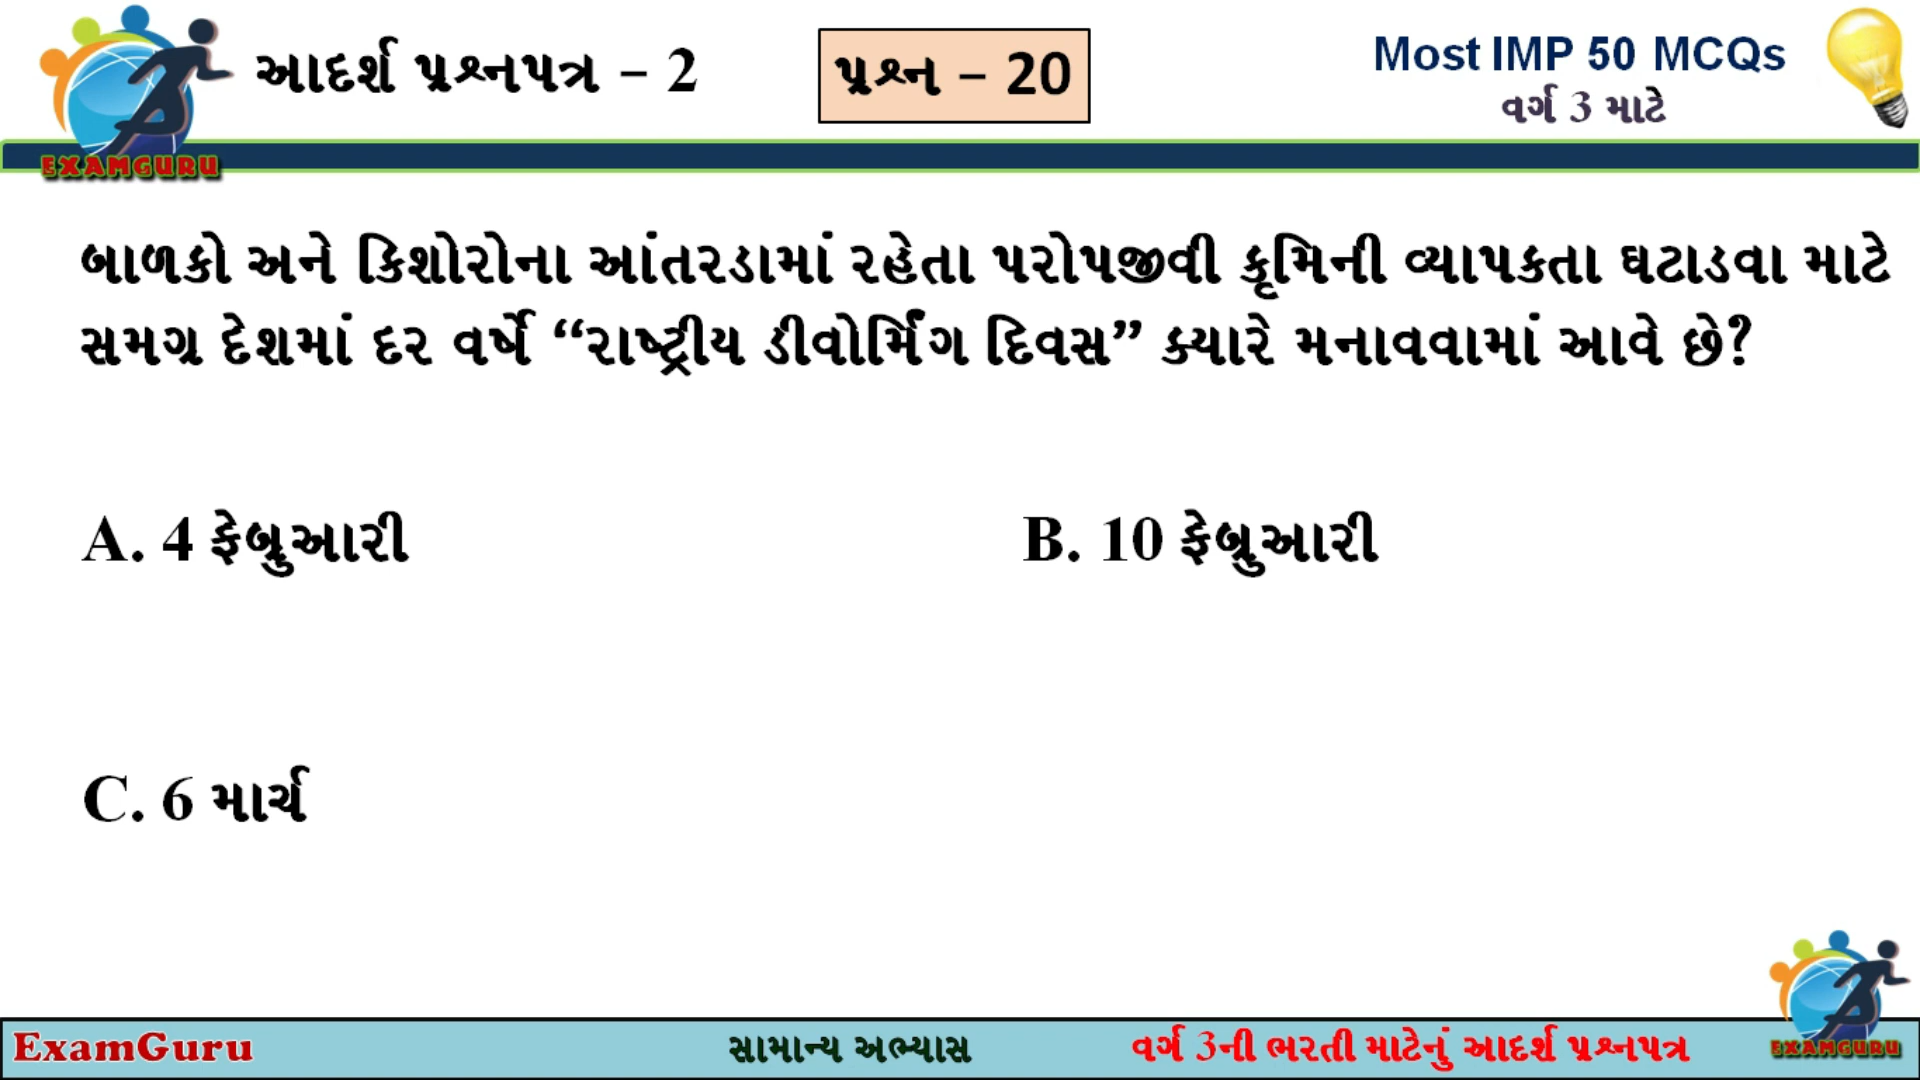 આદર્શ પ્રશ્નપત્ર – 2
પ્રશ્ન – 20
Most IMP 50 MCQs
વર્ગ 3 માટે
EXAMGURU
બાળકો અને કિશોરોના આંતરડામાં રહેતા પરોપજીવી કૃમિની વ્યાપકતા ઘટાડવા માટે
સમગ્ર દેશમાં દર વર્ષે “રાષ્ટ્રીય ડીવોર્મિંગ દિવસ” ક્યારે મનાવવામાં આવે છે?
A. 4 ફેબ્રુઆરી
B. 10 ફેબ્રુઆરી
C. 6 માર્ચ
ExamGuru
સામાન્ય અભ્યાસ
વર્ગ 3ની ભરતી માટેનું આદર્શ પ્રશ્નપત્ર
EXAMGURU